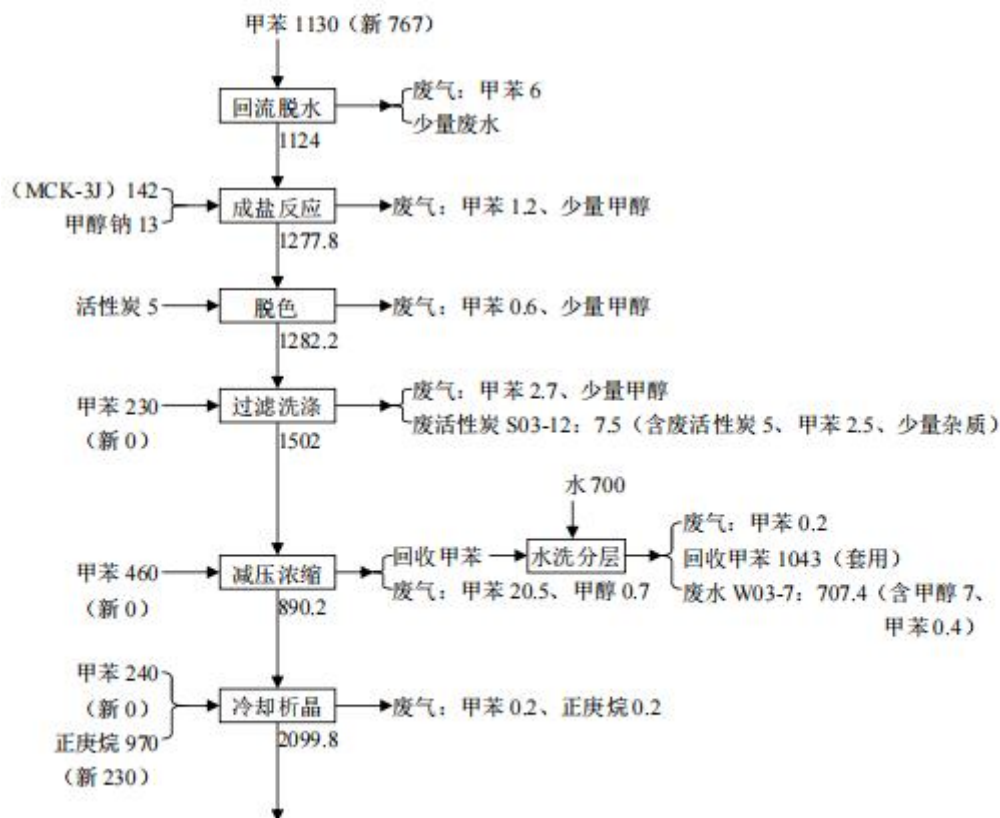 甲苯 1130（新 767）
回流脱水
废气：甲苯 6
少量废水
1124
（MCK-3J）142
甲醇钠 13
成盐反应
废气：甲苯 1.2、少量甲醇
1277.8
活性炭 5
脱色
废气：甲苯 0.6、少量甲醇
1282.2
甲苯 230
（新 0）
过滤洗涤
废气：甲苯 2.7、少量甲醇
废活性炭 S03-12：7.5（含废活性炭 5、甲苯 2.5、少量杂质）
1502
水 700
甲苯 460
（新 0）
减压浓缩
回收甲苯
废气：甲苯 20.5、甲醇 0.7
水洗分层
废气：甲苯 0.2
回收甲苯 1043（套用）
废水 W03-7：707.4（含甲醇 7、
甲苯 0.4）
890.2
甲苯 240
（新 0）
正庚烷 970
（新 230）
冷却析晶
废气：甲苯 0.2、正庚烷 0.2
2099.8